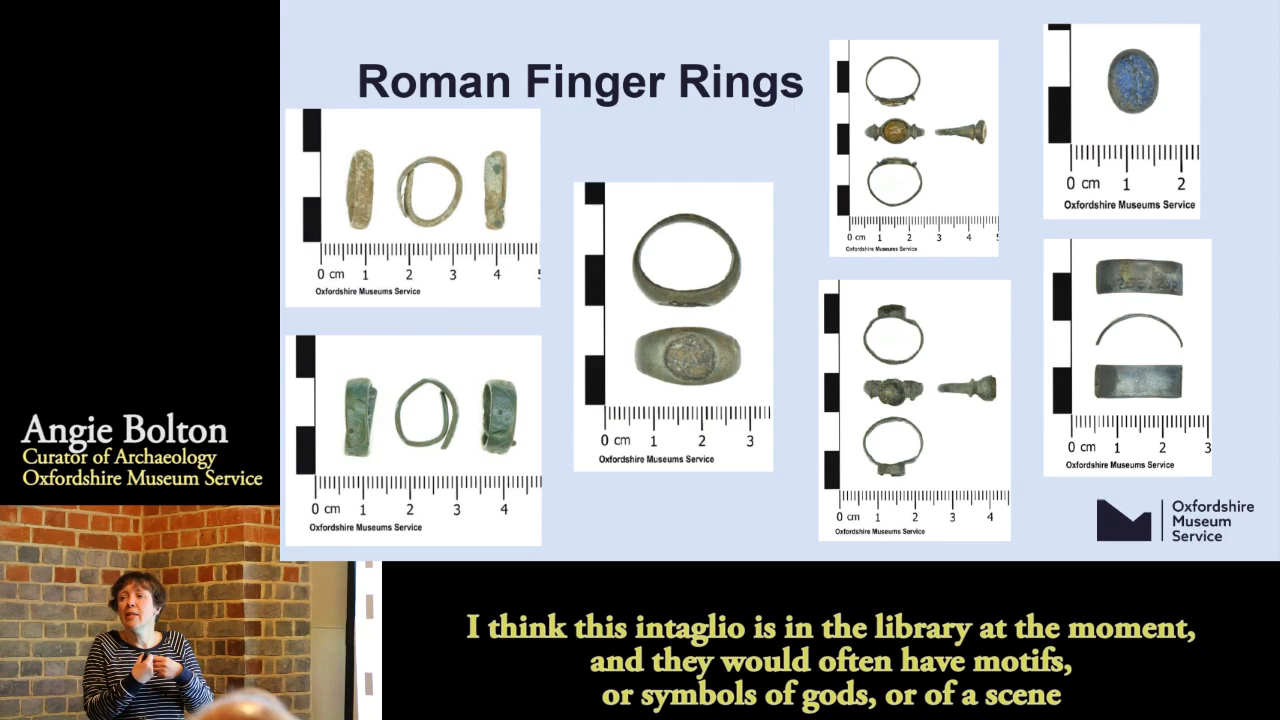 Roman Finger Rings
0 cm 1 2 3 4
Oxfordshire Museums Service
0 cm 1 2 3 4
Oxfordshire Museums Service
0 cm 1 2 3
Oxfordshire Museums Service
0 cm 1 2 3 4
Oxfordshire Museums Service
0 cm 1 2 3 4
Oxfordshire Museums Service
0 cm 1 2
Oxfordshire Museums Service
0 cm 1 2 3
Oxfordshire Museums Service
Oxfordshire
Museum
Service
Angie Bolton
Curator of Archaeology
Oxfordshire Museum Service
I think this intaglio is in the library at the moment,
and they would often have motifs,
or symbols of gods, or of a scene